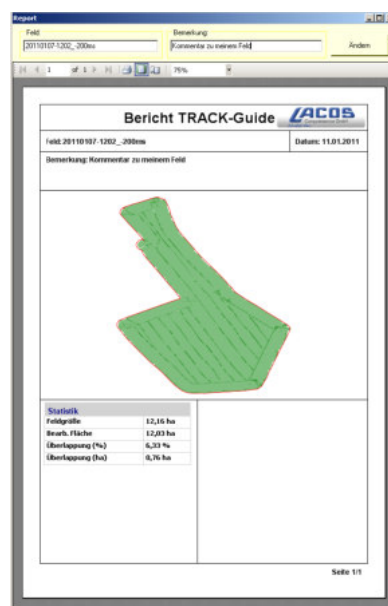 Report
Feld:
Bemerkung:
20110107-1202_-200ms
Kommentar zu meinem Feld
Ändern
1 of 1
75%
Bericht TRACK-Guide
LACOS
Feld: 20110107-1202_-200ms
Datum: 11.01.2011
Bemerkung: Kommentar zu meinem Feld
Statistik
Feldgröße 12,16 ha
Bearb. Fläche 12,03 ha
Überlappung (%) 6,33 %
Überlappung (ha) 0,76 ha
Seite 1/1